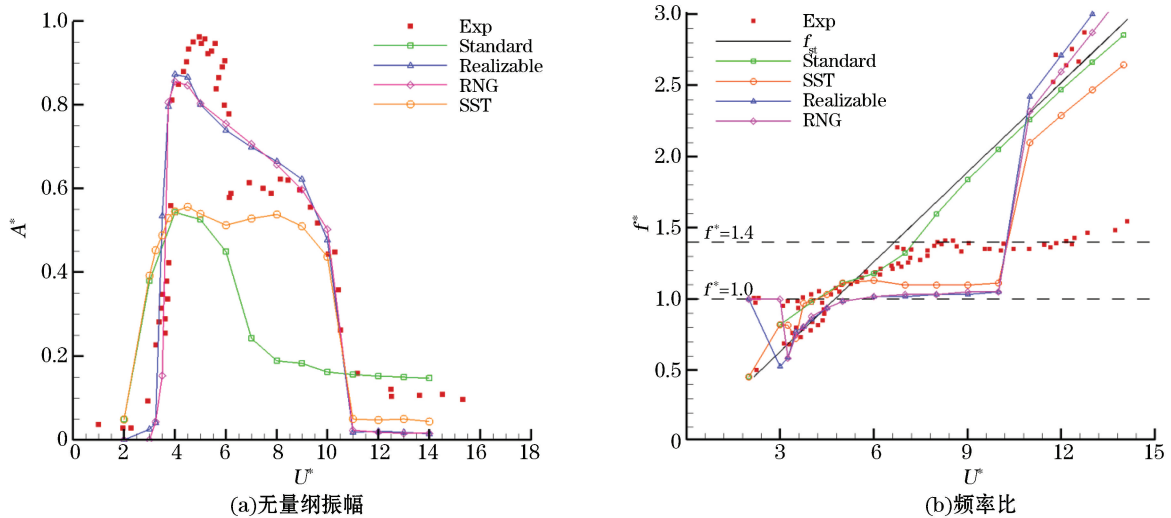 1.0
0.8
0.6
0.4
0.2
0
2
4
6
8
10
12
14
16
A*
U*
Exp
Standard
Realizable
RNG
SST
(a)无量纲振幅
3.0
2.5
2.0
1.5
1.0
0.5
0
3
6
9
12
15
f*
U*
Exp
fst
Standard
SST
Realizable
RNG
f*=1.4
f*=1.0
(b)频率比